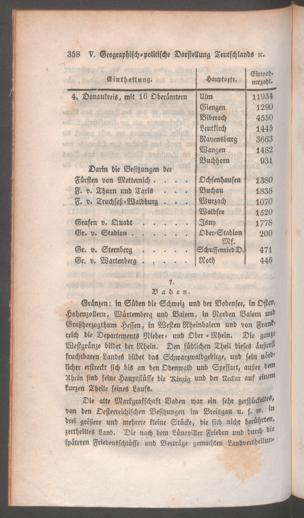 358 V. Geographisch-politische Darstellung Teutschlands ꝛc.
Eintheilung. Hauptorte. Einwohnerzahl.
4. Donaukreis, mit 16 Oberämtern Ulm 11934
Giengen 1290
Biberach 4550
Leutkirch 1445
Ravensburg 3663
Wangen 1482
Buchhorn 931
Darin die Besitzungen der
Fürsten von Metternich . . . . Ochsenhausen 1380
F. v. Thurn und Taxis . . . . Buchau 1838
F. v. Truchseß-Waldburg . . . . Wurzach 1070
Waldsee 1529
Grafen v. Quadt . . . . Isny 1778
Gr. v. Stadion . . . . Ober-Stadion 200
Mf.
Gr. v. Sternberg . . . . Schussenried D. 471
Gr. v. Wartenberg . . . . Roth 446
7.
Baden.
Gränzen: in Süden die Schweiz und der Bodensee, in Osten,
Hohenzollern, Würtemberg und Baiern, in Norden Baiern und
Großherzogthum Hessen, in Westen Rheinbaiern und von Frank-
reich die Departements Nieder- und Ober-Rhein. Die ganze
Westgränze bildet der Rhein. Den südlichen Theil dieses äußerst
fruchtbaren Landes bildet das Schwarzwaldgebirge, und sein nörd-
licher erstreckt sich bis an den Odenwald und Spessart, außer dem
Rhein sind seine Hauptflüsse die Kinzig und der Neckar auf einem
kurzen Theile seines Laufs.
Die alte Markgrafschaft Baden war ein sehr zerstückeltes,
von den Oesterreichischen Besitzungen im Breisgau u. s. w. in
drei größere und mehrere kleine Stücke, die sich nicht berührten,
zertheiltes Land. Die nach dem Lüneviller Frieden und durch die
späteren Friedensschlüsse und Verträge gemachten Landvertheilun-